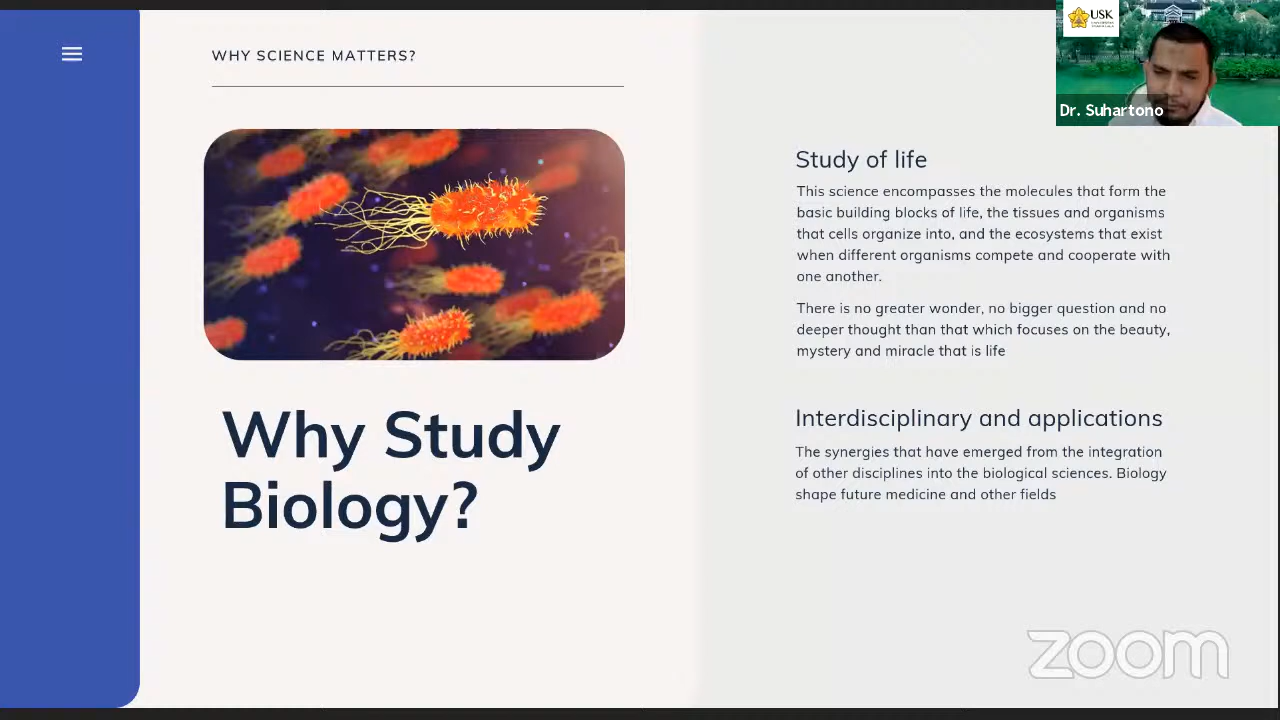 WHY SCIENCE MATTERS?
Why Study
Biology?
Study of life
This science encompasses the molecules that form the
basic building blocks of life, the tissues and organisms
that cells organize into, and the ecosystems that exist
when different organisms compete and cooperate with
one another.
There is no greater wonder, no bigger question and no
deeper thought than that which focuses on the beauty,
mystery and miracle that is life
Interdisciplinary and applications
The synergies that have emerged from the integration
of other disciplines into the biological sciences. Biology
shape future medicine and other fields
USK
Dr. Suhartono
zoom